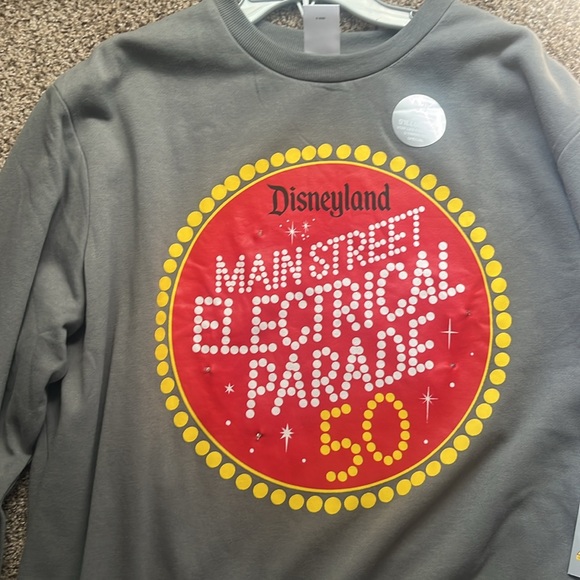 Disneyland
MAIN STREET
ELECTRICAL
PARADE
50